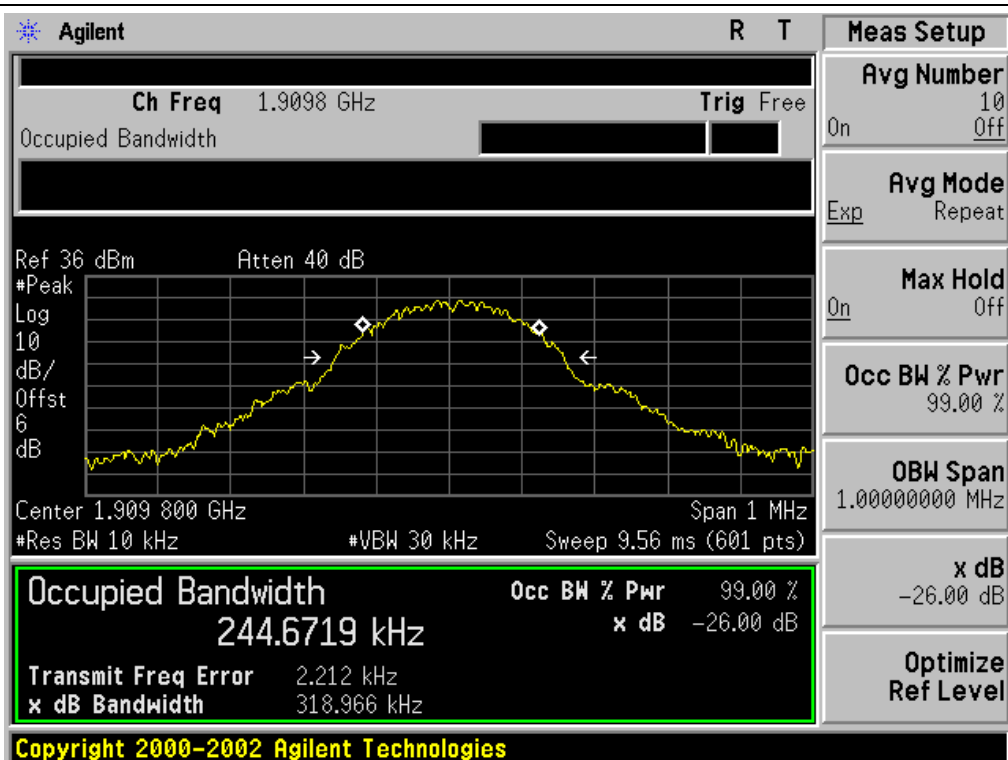 Agilent R T
Meas Setup
Ch Freq 1.9098 GHz Trig Free
Occupied Bandwidth
Ref 36 dBm Atten 40 dB
#Peak
Log
10
dB/
Offst
6
dB
Center 1.909 800 GHz Span 1 MHz
#Res BW 10 kHz #VBW 30 kHz Sweep 9.56 ms (601 pts)
Occupied Bandwidth
244.6719 kHz
Occ BW % Pwr 99.00 %
x dB -26.00 dB
Transmit Freq Error 2.212 kHz
x dB Bandwidth 318.966 kHz
Avg Number
10
On Off
Avg Mode
Exp Repeat
Max Hold
On Off
Occ BW % Pwr
99.00 %
OBW Span
1.00000000 MHz
x dB
-26.00 dB
Optimize
Ref Level
Copyright 2000-2002 Agilent Technologies